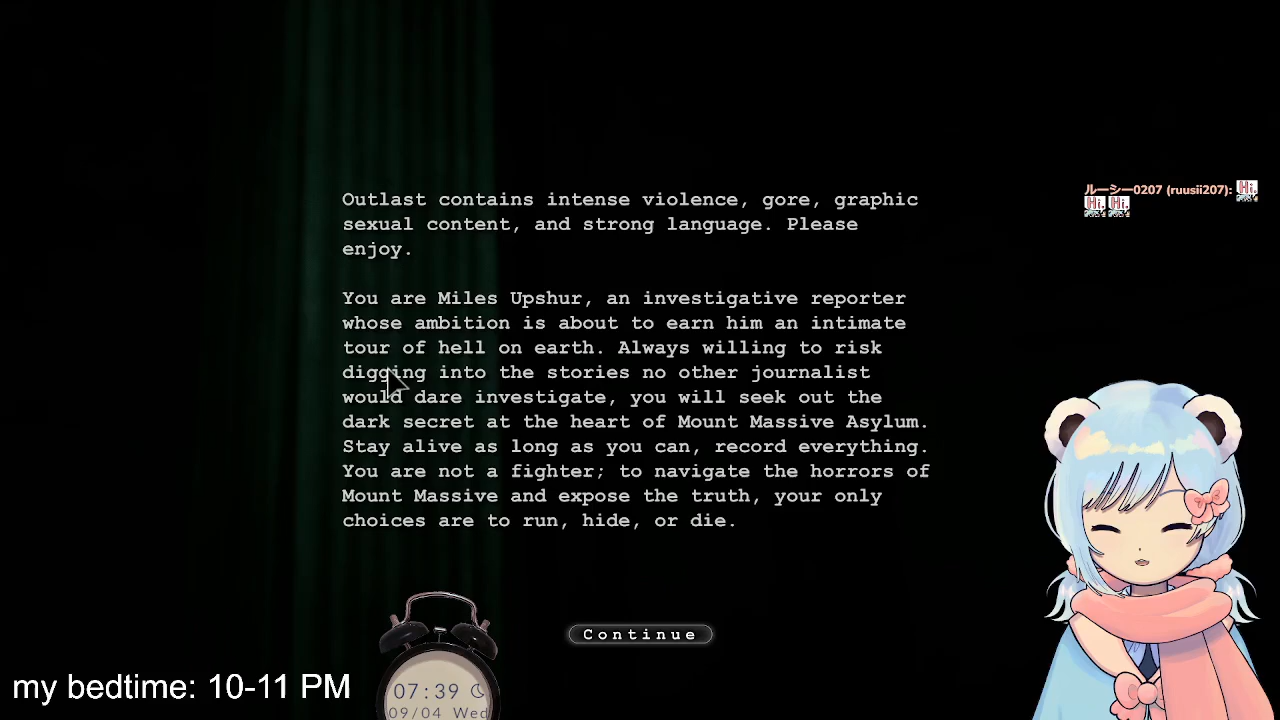 Outlast contains intense violence, gore, graphic
sexual content, and strong language. Please
enjoy.
You are Miles Upshur, an investigative reporter
whose ambition is about to earn him an intimate
tour of hell on earth. Always willing to risk
digging into the stories no other journalist
would dare investigate, you will seek out the
dark secret at the heart of Mount Massive Asylum.
Stay alive as long as you can, record everything.
You are not a fighter; to navigate the horrors of
Mount Massive and expose the truth, your only
choices are to run, hide, or die.
Continue
ルーシー0207 (ruusii207): Hi,
Hi, Hi,
my bedtime: 10-11 PM
07:39
09/04 Wed